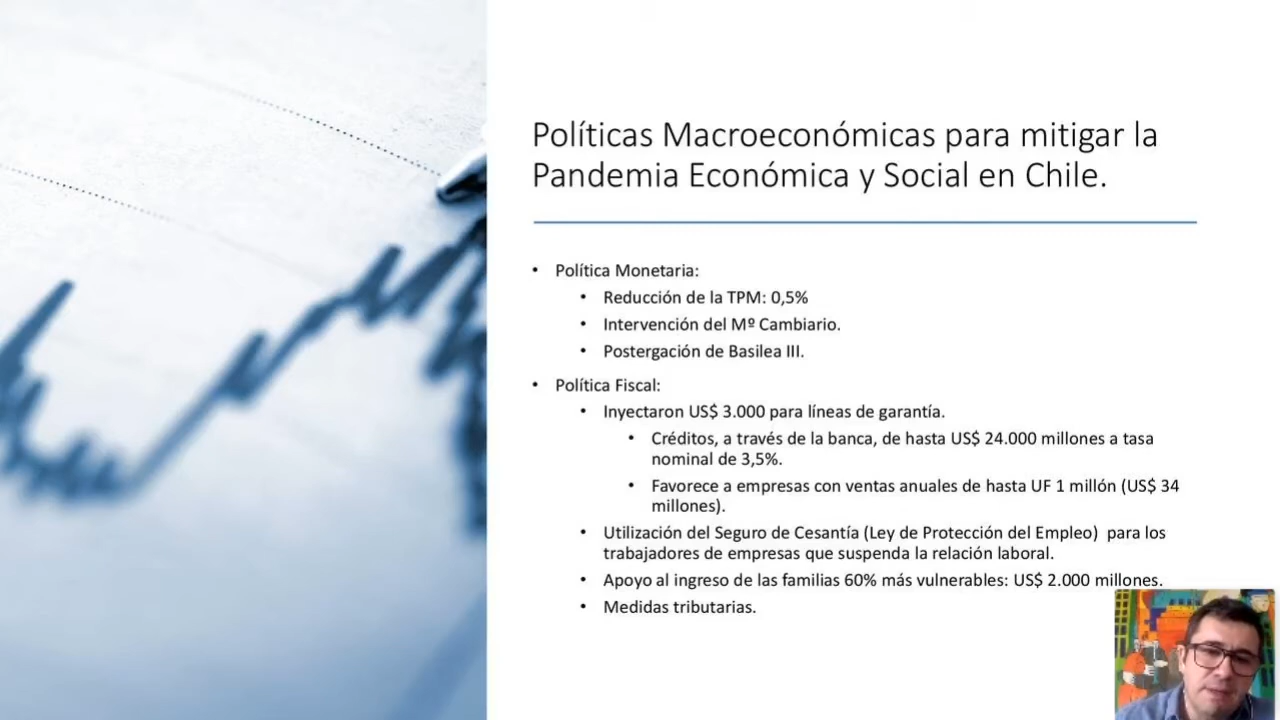 Políticas Macroeconómicas para mitigar la
Pandemia Económica y Social en Chile.
• Política Monetaria:
• Reducción de la TPM: 0,5%
• Intervención del Mº Cambiario.
• Postergación de Basilea III.
• Política Fiscal:
• Inyectaron US$ 3.000 para líneas de garantía.
• Créditos, a través de la banca, de hasta US$ 24.000 millones a tasa
nominal de 3,5%.
• Favorece a empresas con ventas anuales de hasta UF 1 millón (US$ 34
millones).
• Utilización del Seguro de Cesantía (Ley de Protección del Empleo)  para los
trabajadores de empresas que suspenda la relación laboral.
• Apoyo al ingreso de las familias 60% más vulnerables: US$ 2.000 millones.
• Medidas tributarias.